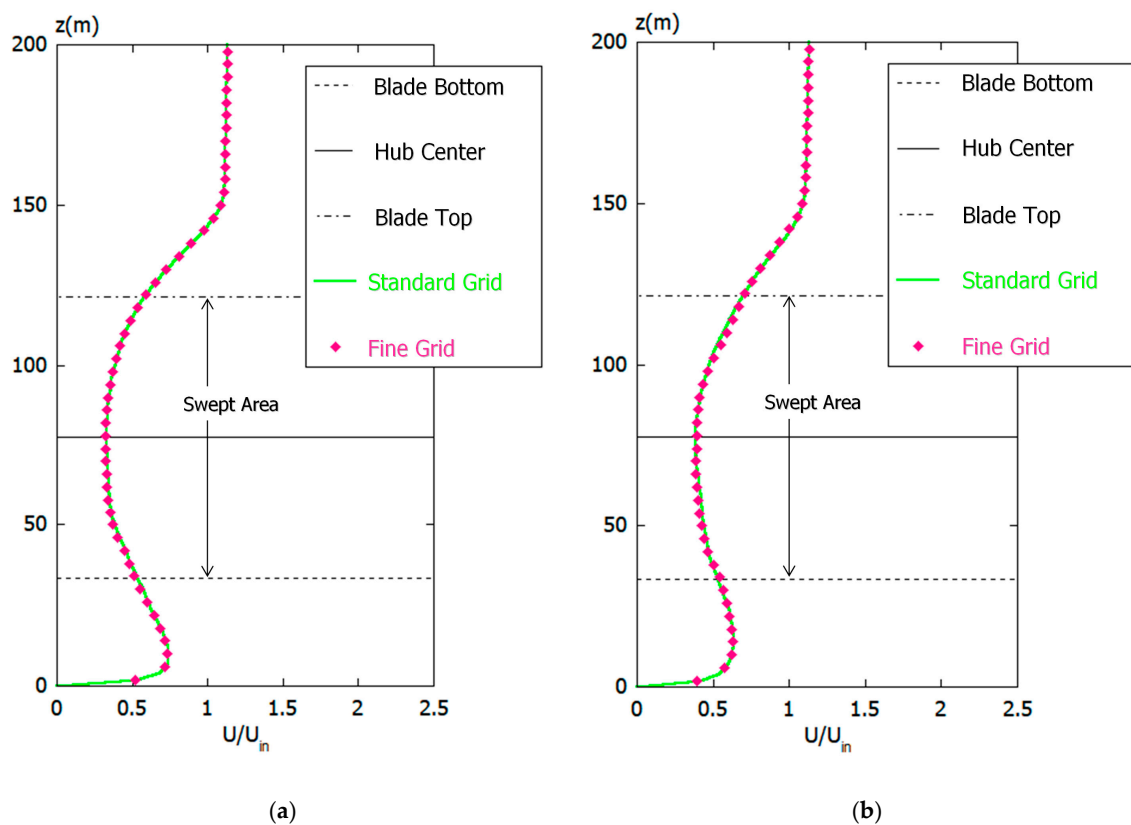 z(m)
200
150
100
50
0
0
0.5
1
1.5
2
2.5
U/U_in
Blade Bottom
Hub Center
Blade Top
Standard Grid
Fine Grid
Swept Area
(a)
z(m)
200
150
100
50
0
0
0.5
1
1.5
2
2.5
U/U_in
Blade Bottom
Hub Center
Blade Top
Standard Grid
Fine Grid
Swept Area
(b)